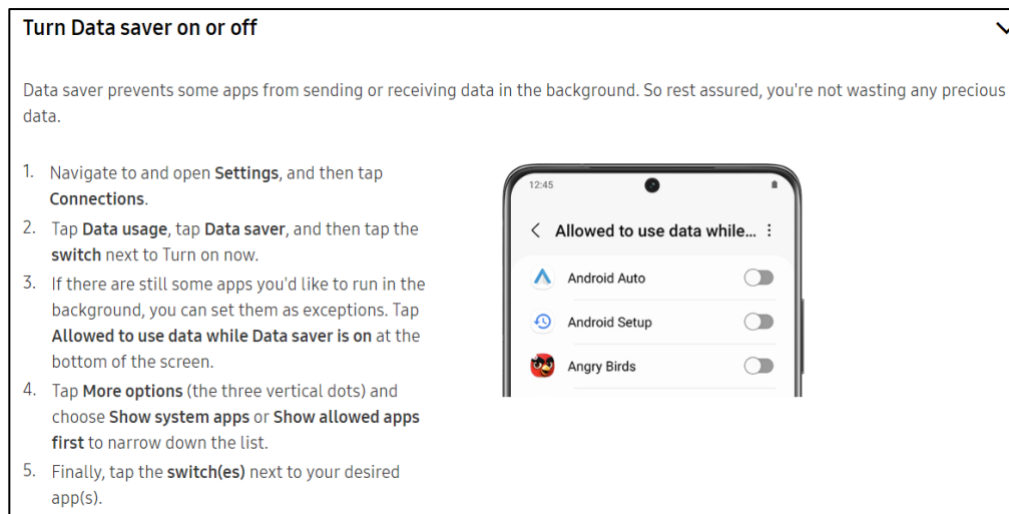 Turn Data saver on or off
Data saver prevents some apps from sending or receiving data in the background. So rest assured, you're not wasting any precious
data.
1. Navigate to and open Settings, and then tap
Connections.
2. Tap Data usage, tap Data saver, and then tap the
switch next to Turn on now.
3. If there are still some apps you'd like to run in the
background, you can set them as exceptions. Tap
Allowed to use data while Data saver is on at the
bottom of the screen.
4. Tap More options (the three vertical dots) and
choose Show system apps or Show allowed apps
first to narrow down the list.
5. Finally, tap the switch(es) next to your desired
app(s).
12:45
Allowed to use data while...
Android Auto
Android Setup
Angry Birds